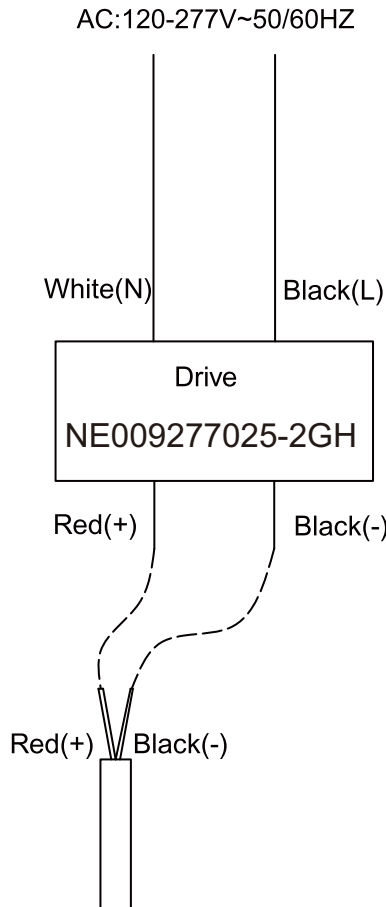 AC:120-277V~50/60HZ
White(N) Black(L)
Drive
NE009277025-2GH
Red(+) Black(-)
Red(+) Black(-)